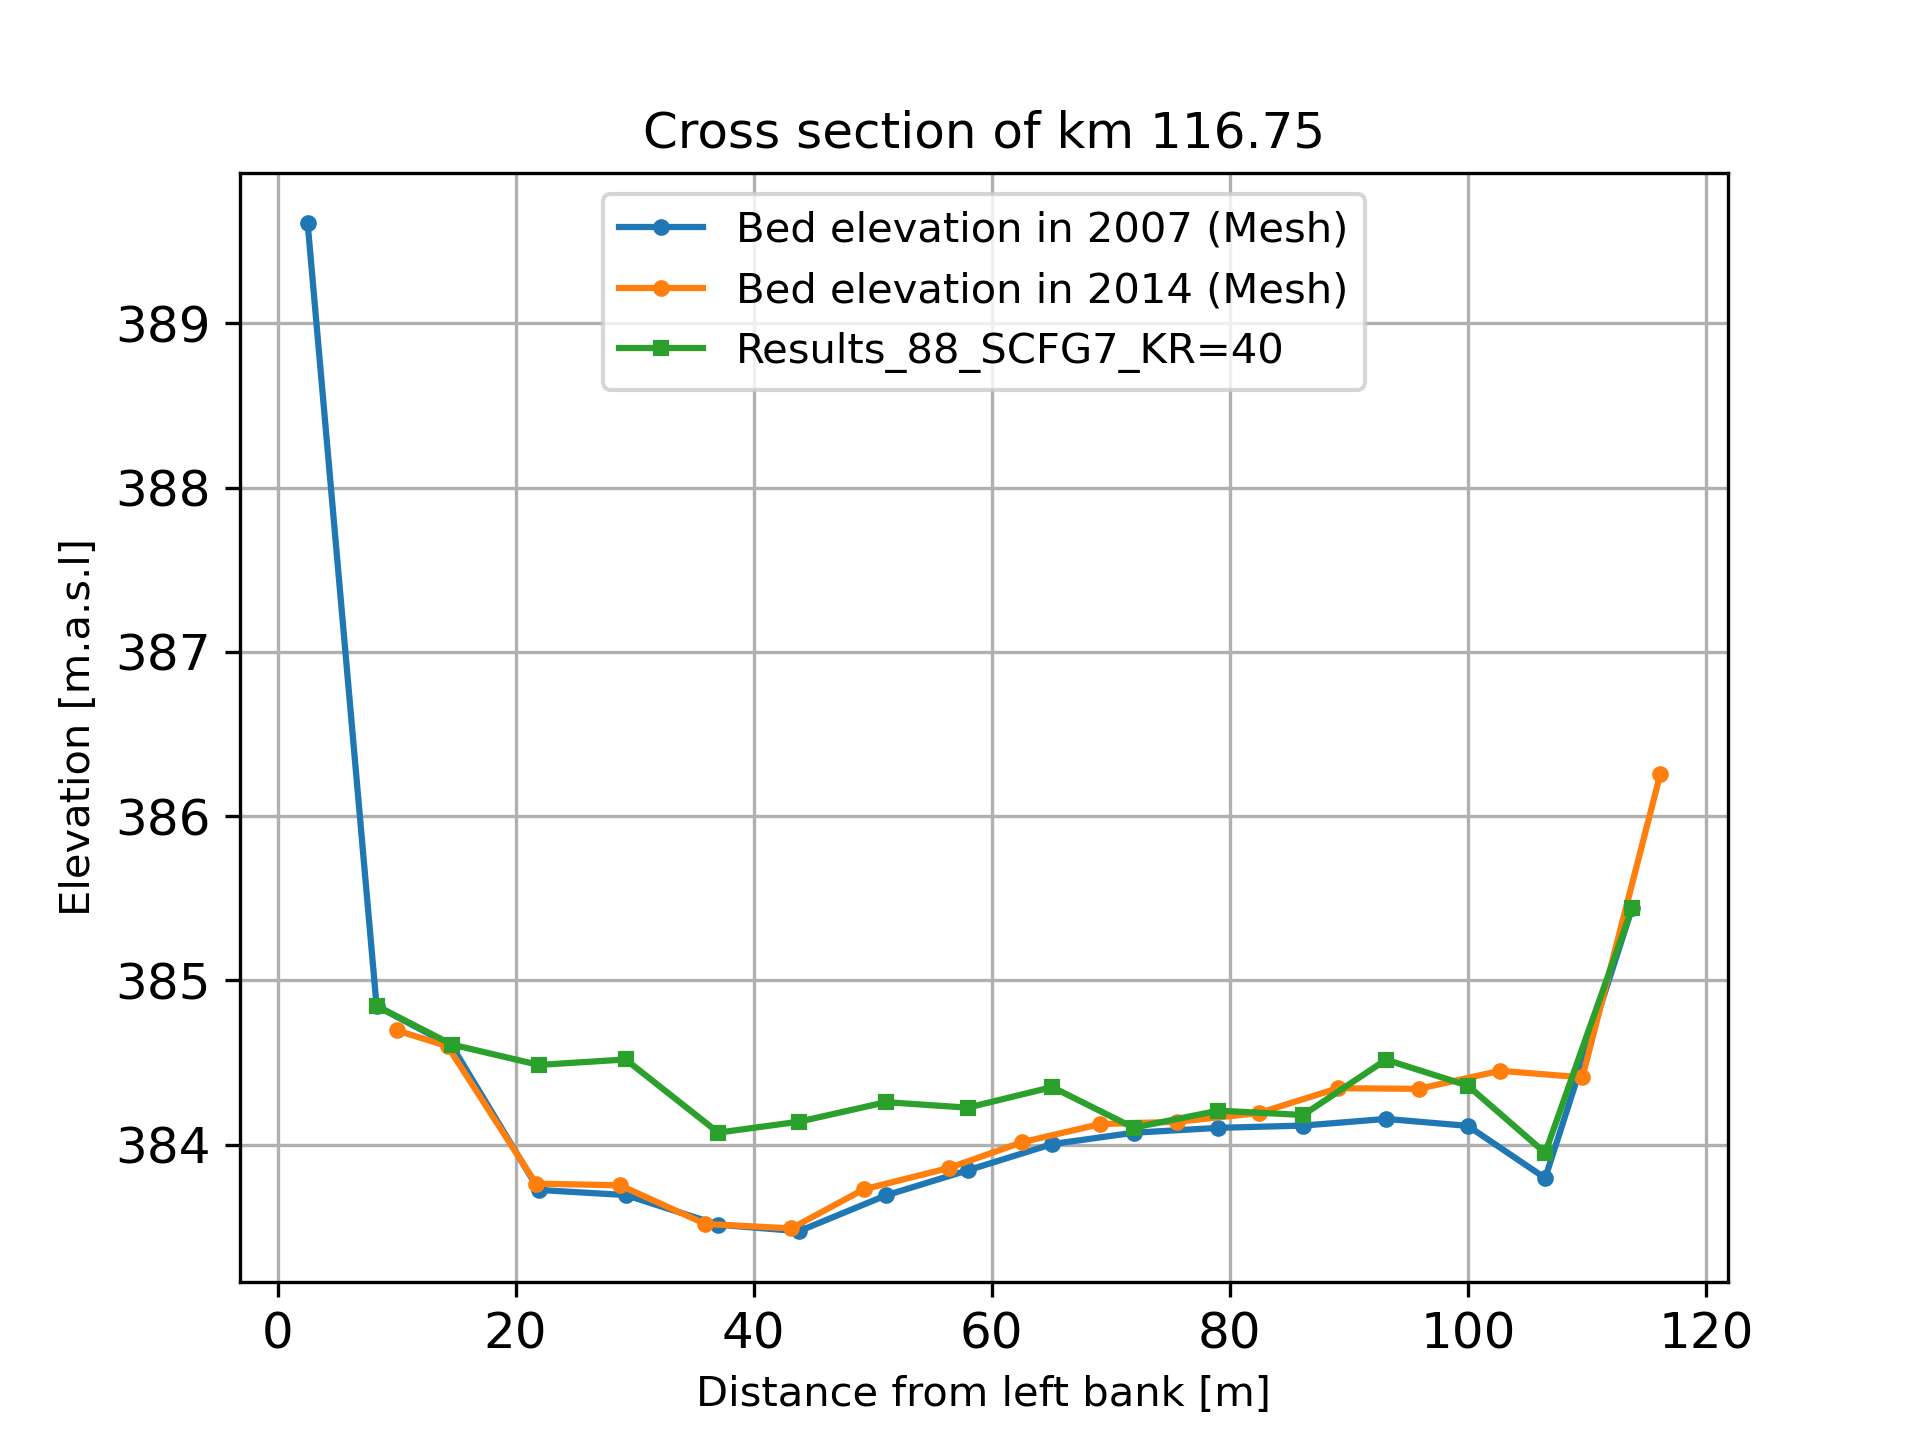 Cross section of km 116.75
Bed elevation in 2007 (Mesh)
Bed elevation in 2014 (Mesh)
Results_88_SCFG7_KR=40
Elevation [m.a.s.l]
389
388
387
386
385
384
0 20 40 60 80 100 120
Distance from left bank [m]